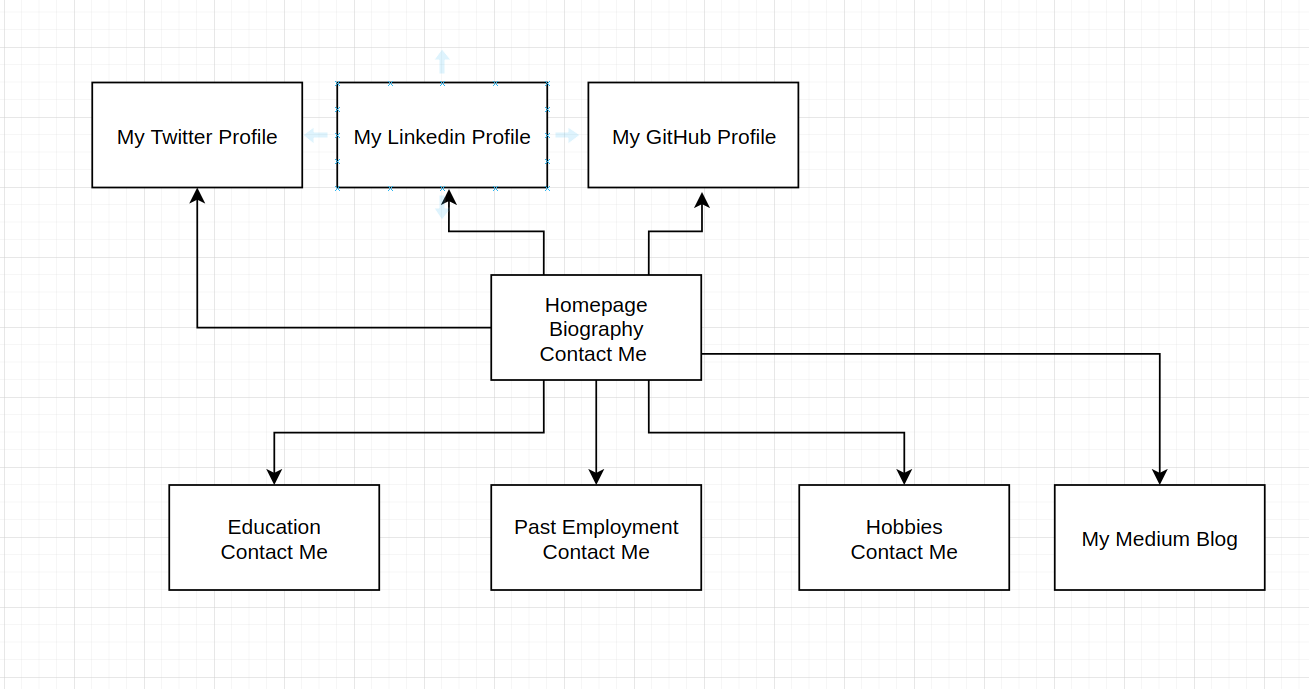 My Twitter Profile
My Linkedin Profile
My GitHub Profile
Homepage
Biography
Contact Me
Education
Contact Me
Past Employment
Contact Me
Hobbies
Contact Me
My Medium Blog